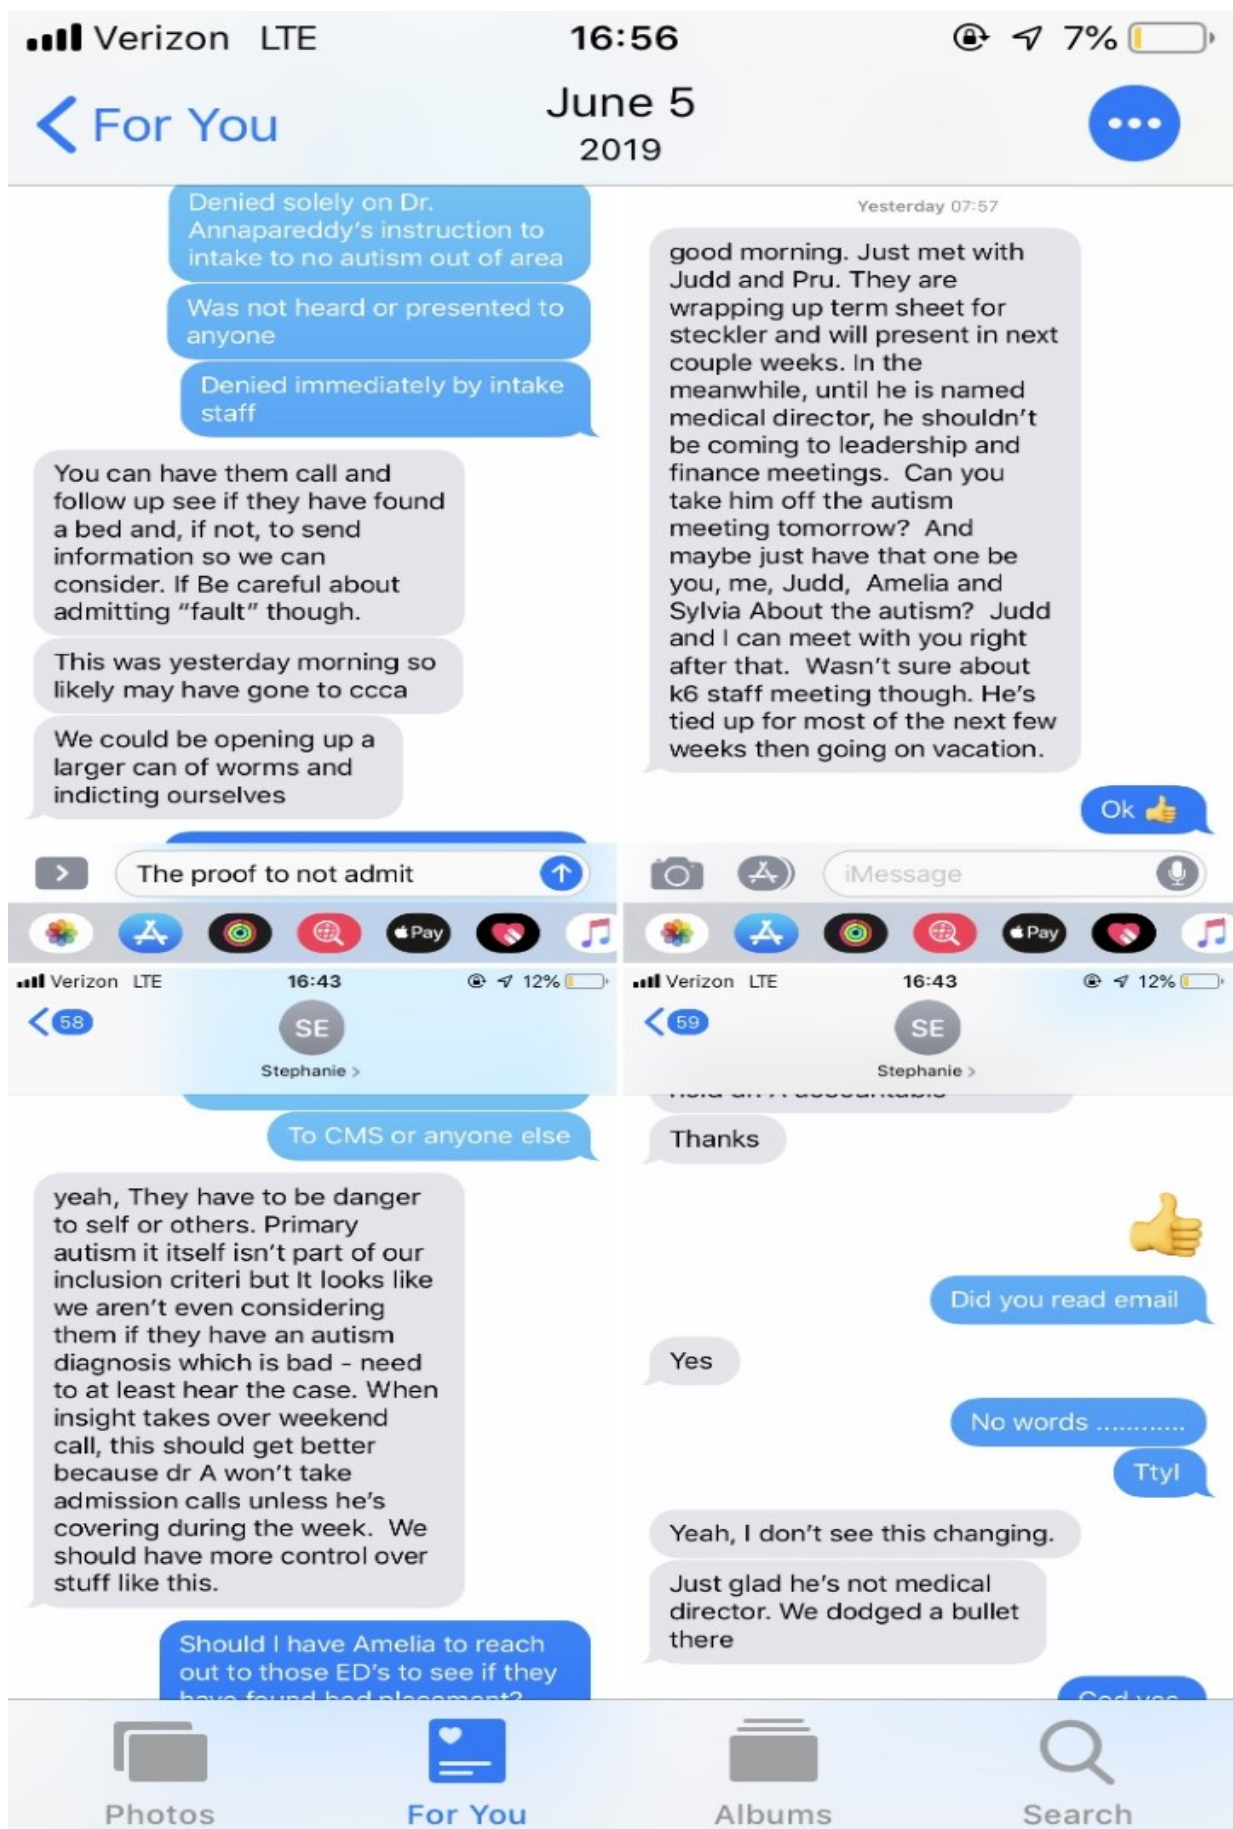 Verizon LTE 16:56 7%
For You
June 5
2019
Denied solely on Dr.
Annapareddy's instruction to
intake to no autism out of area
Was not heard or presented to
anyone
Denied immediately by intake
staff
You can have them call and
follow up see if they have found
a bed and, if not, to send
information so we can
consider. If Be careful about
admitting “fault” though.
This was yesterday morning so
likely may have gone to ccca
We could be opening up a
larger can of worms and
indicting ourselves
The proof to not admit
Pay
Yesterday 07:57
good morning. Just met with
Judd and Pru. They are
wrapping up term sheet for
steckler and will present in next
couple weeks. In the
meanwhile, until he is named
medical director, he shouldn't
be coming to leadership and
finance meetings. Can you
take him off the autism
meeting tomorrow? And
maybe just have that one be
you, me, Judd, Amelia and
Sylvia About the autism? Judd
and I can meet with you right
after that. Wasn't sure about
k6 staff meeting though. He's
tied up for most of the next few
weeks then going on vacation.
Ok 👍
iMessage
Pay
Verizon LTE 16:43 12%
58
SE
Stephanie >
To CMS or anyone else
yeah, They have to be danger
to self or others. Primary
autism it itself isn't part of our
inclusion criteri but It looks like
we aren't even considering
them if they have an autism
diagnosis which is bad - need
to at least hear the case. When
insight takes over weekend
call, this should get better
because dr A won't take
admission calls unless he's
covering during the week. We
should have more control over
stuff like this.
Should I have Amelia to reach
out to those ED's to see if they
have found bed placement?
Verizon LTE 16:43 12%
59
SE
Stephanie >
Thanks
👍
Did you read email
Yes
No words ............
Ttyl
Yeah, I don't see this changing.
Just glad he's not medical
director. We dodged a bullet
there
God yes
Photos
For You
Albums
Search